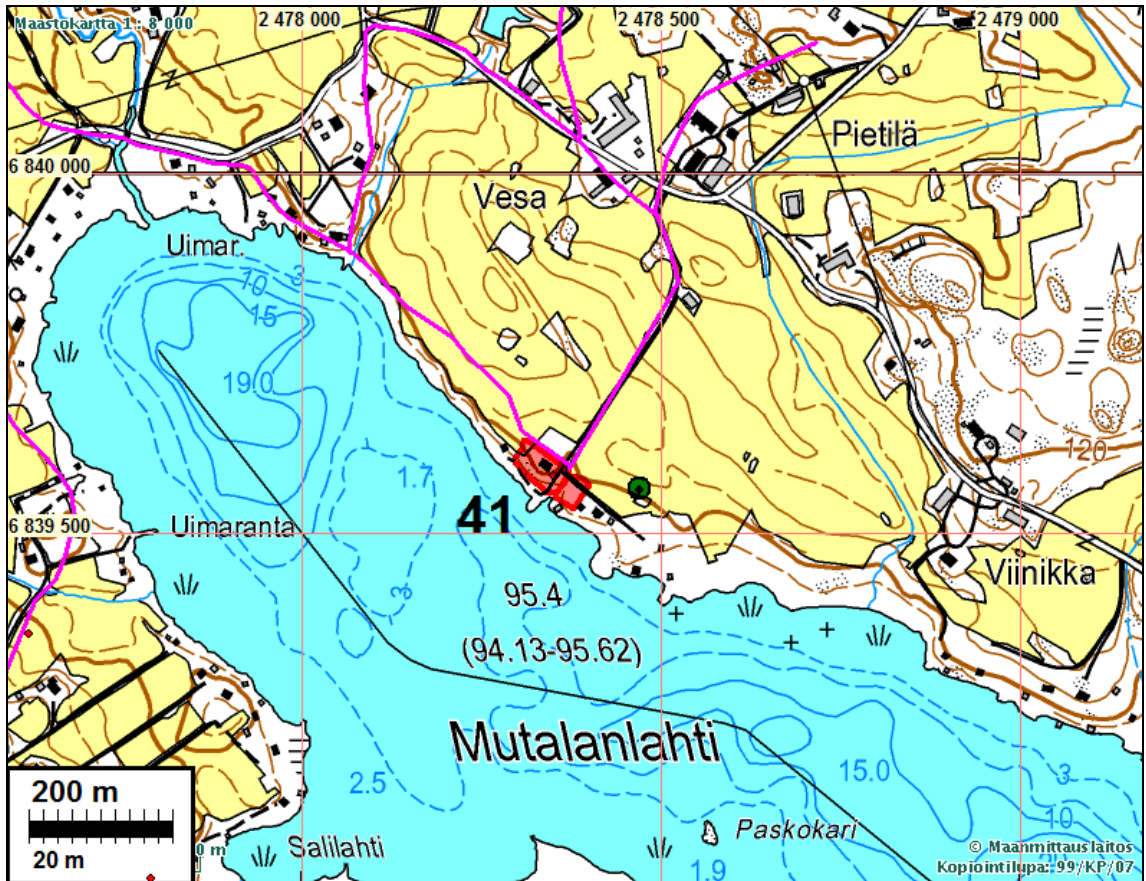 Maastokartta 1 : 8 000
2 478 000
2 478 500
2 479 000
Pietilä
6 840 000
Vesa
Uimar.
10
3
15
19.0
120
1.7
41
6 839 500
Uimaranta
Viinikka
3
95.4
(94.13-95.62)
Mutalanlahti
2.5
15.0
3
10
200 m
20 m
0 m
Salilahti
Paskokari
1.9
20
© Maanmittauslaitos
Kopiointilupa: 99/KP/07